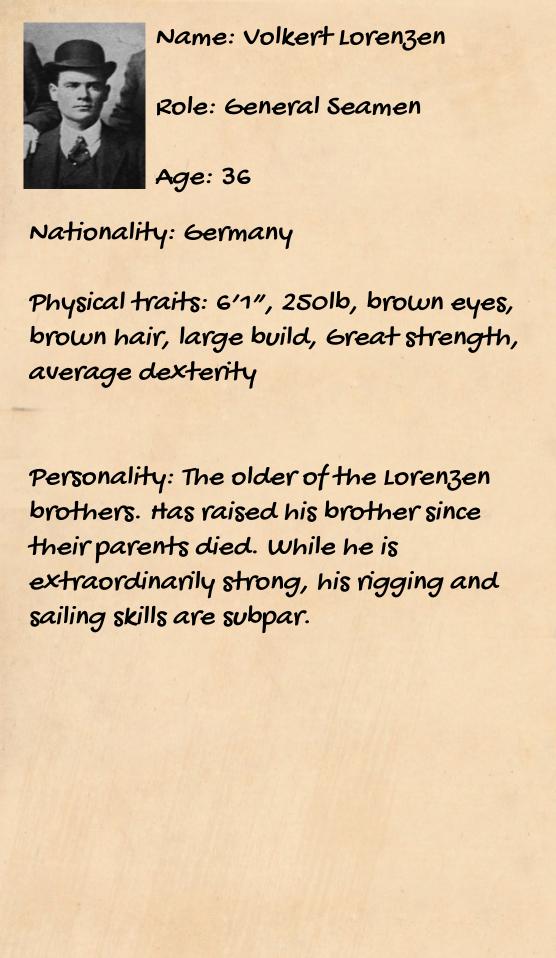 Name: Volkert Lorenzen
Role: General Seamen
Age: 36
Nationality: Germany
Physical traits: 6'1", 250lb, brown eyes,
brown hair, large build, Great strength,
average dexterity
Personality: The older of the Lorenzen
brothers. Has raised his brother since
their parents died. While he is
extraordinarily strong, his rigging and
sailing skills are subpar.